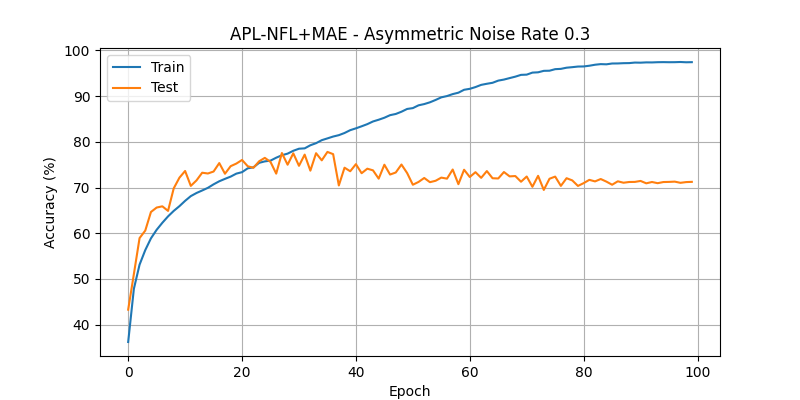 APL-NFL+MAE - Asymmetric Noise Rate 0.3
Train
Test
100
90
80
70
60
50
40
Accuracy (%)
0 20 40 60 80 100
Epoch